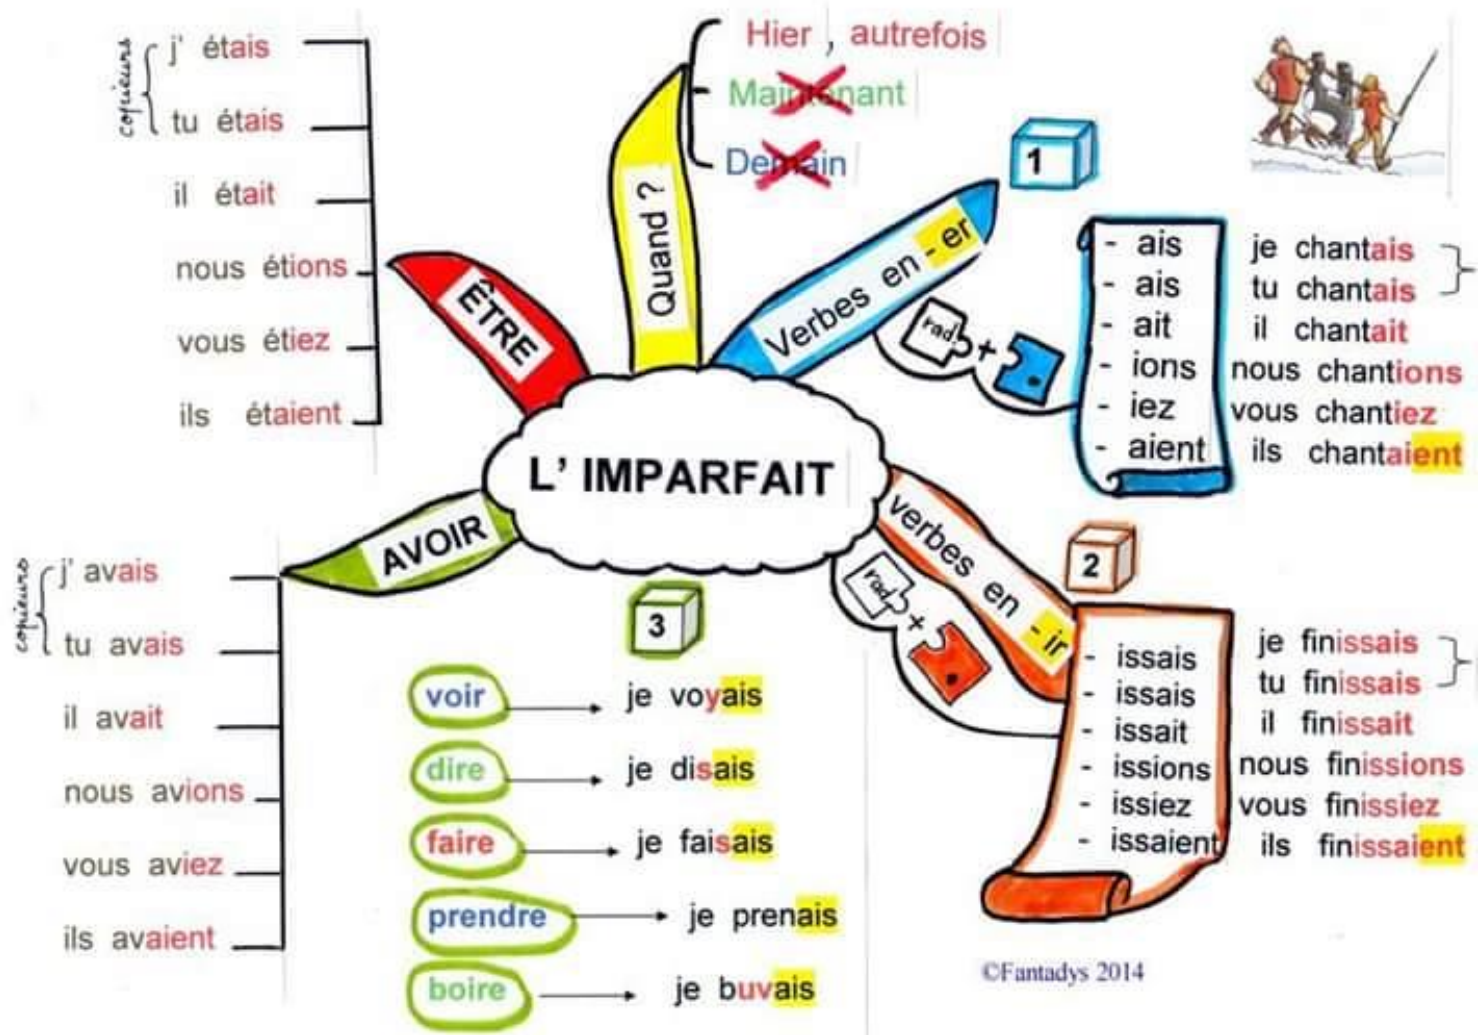 L' IMPARFAIT
Quand ?
Hier , autrefois
Maintenant
Demain
ÊTRE
copieurs
j' étais
tu étais
il était
nous étions
vous étiez
ils étaient
AVOIR
copieurs
j' avais
tu avais
il avait
nous avions
vous aviez
ils avaient
1
Verbes en - er
rad. +
- ais je chantais
- ais tu chantais
- ait il chantait
- ions nous chantions
- iez vous chantiez
- aient ils chantaient
2
verbes en - ir
rad. +
- issais je finissais
- issais tu finissais
- issait il finissait
- issions nous finissions
- issiez vous finissiez
- issaient ils finissaient
3
voir je voyais
dire je disais
faire je faisais
prendre je prenais
boire je buvais
©Fantadys 2014